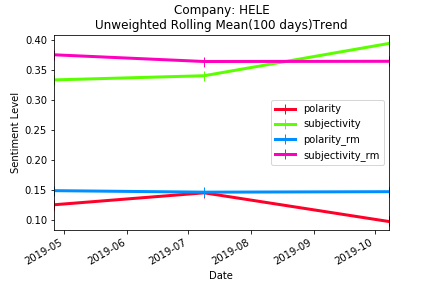 Company: HELE
Unweighted Rolling Mean(100 days)Trend
Sentiment Level
0.40
0.35
0.30
0.25
0.20
0.15
0.10
polarity
subjectivity
polarity_rm
subjectivity_rm
2019-05
2019-06
2019-07
2019-08
2019-09
2019-10
Date